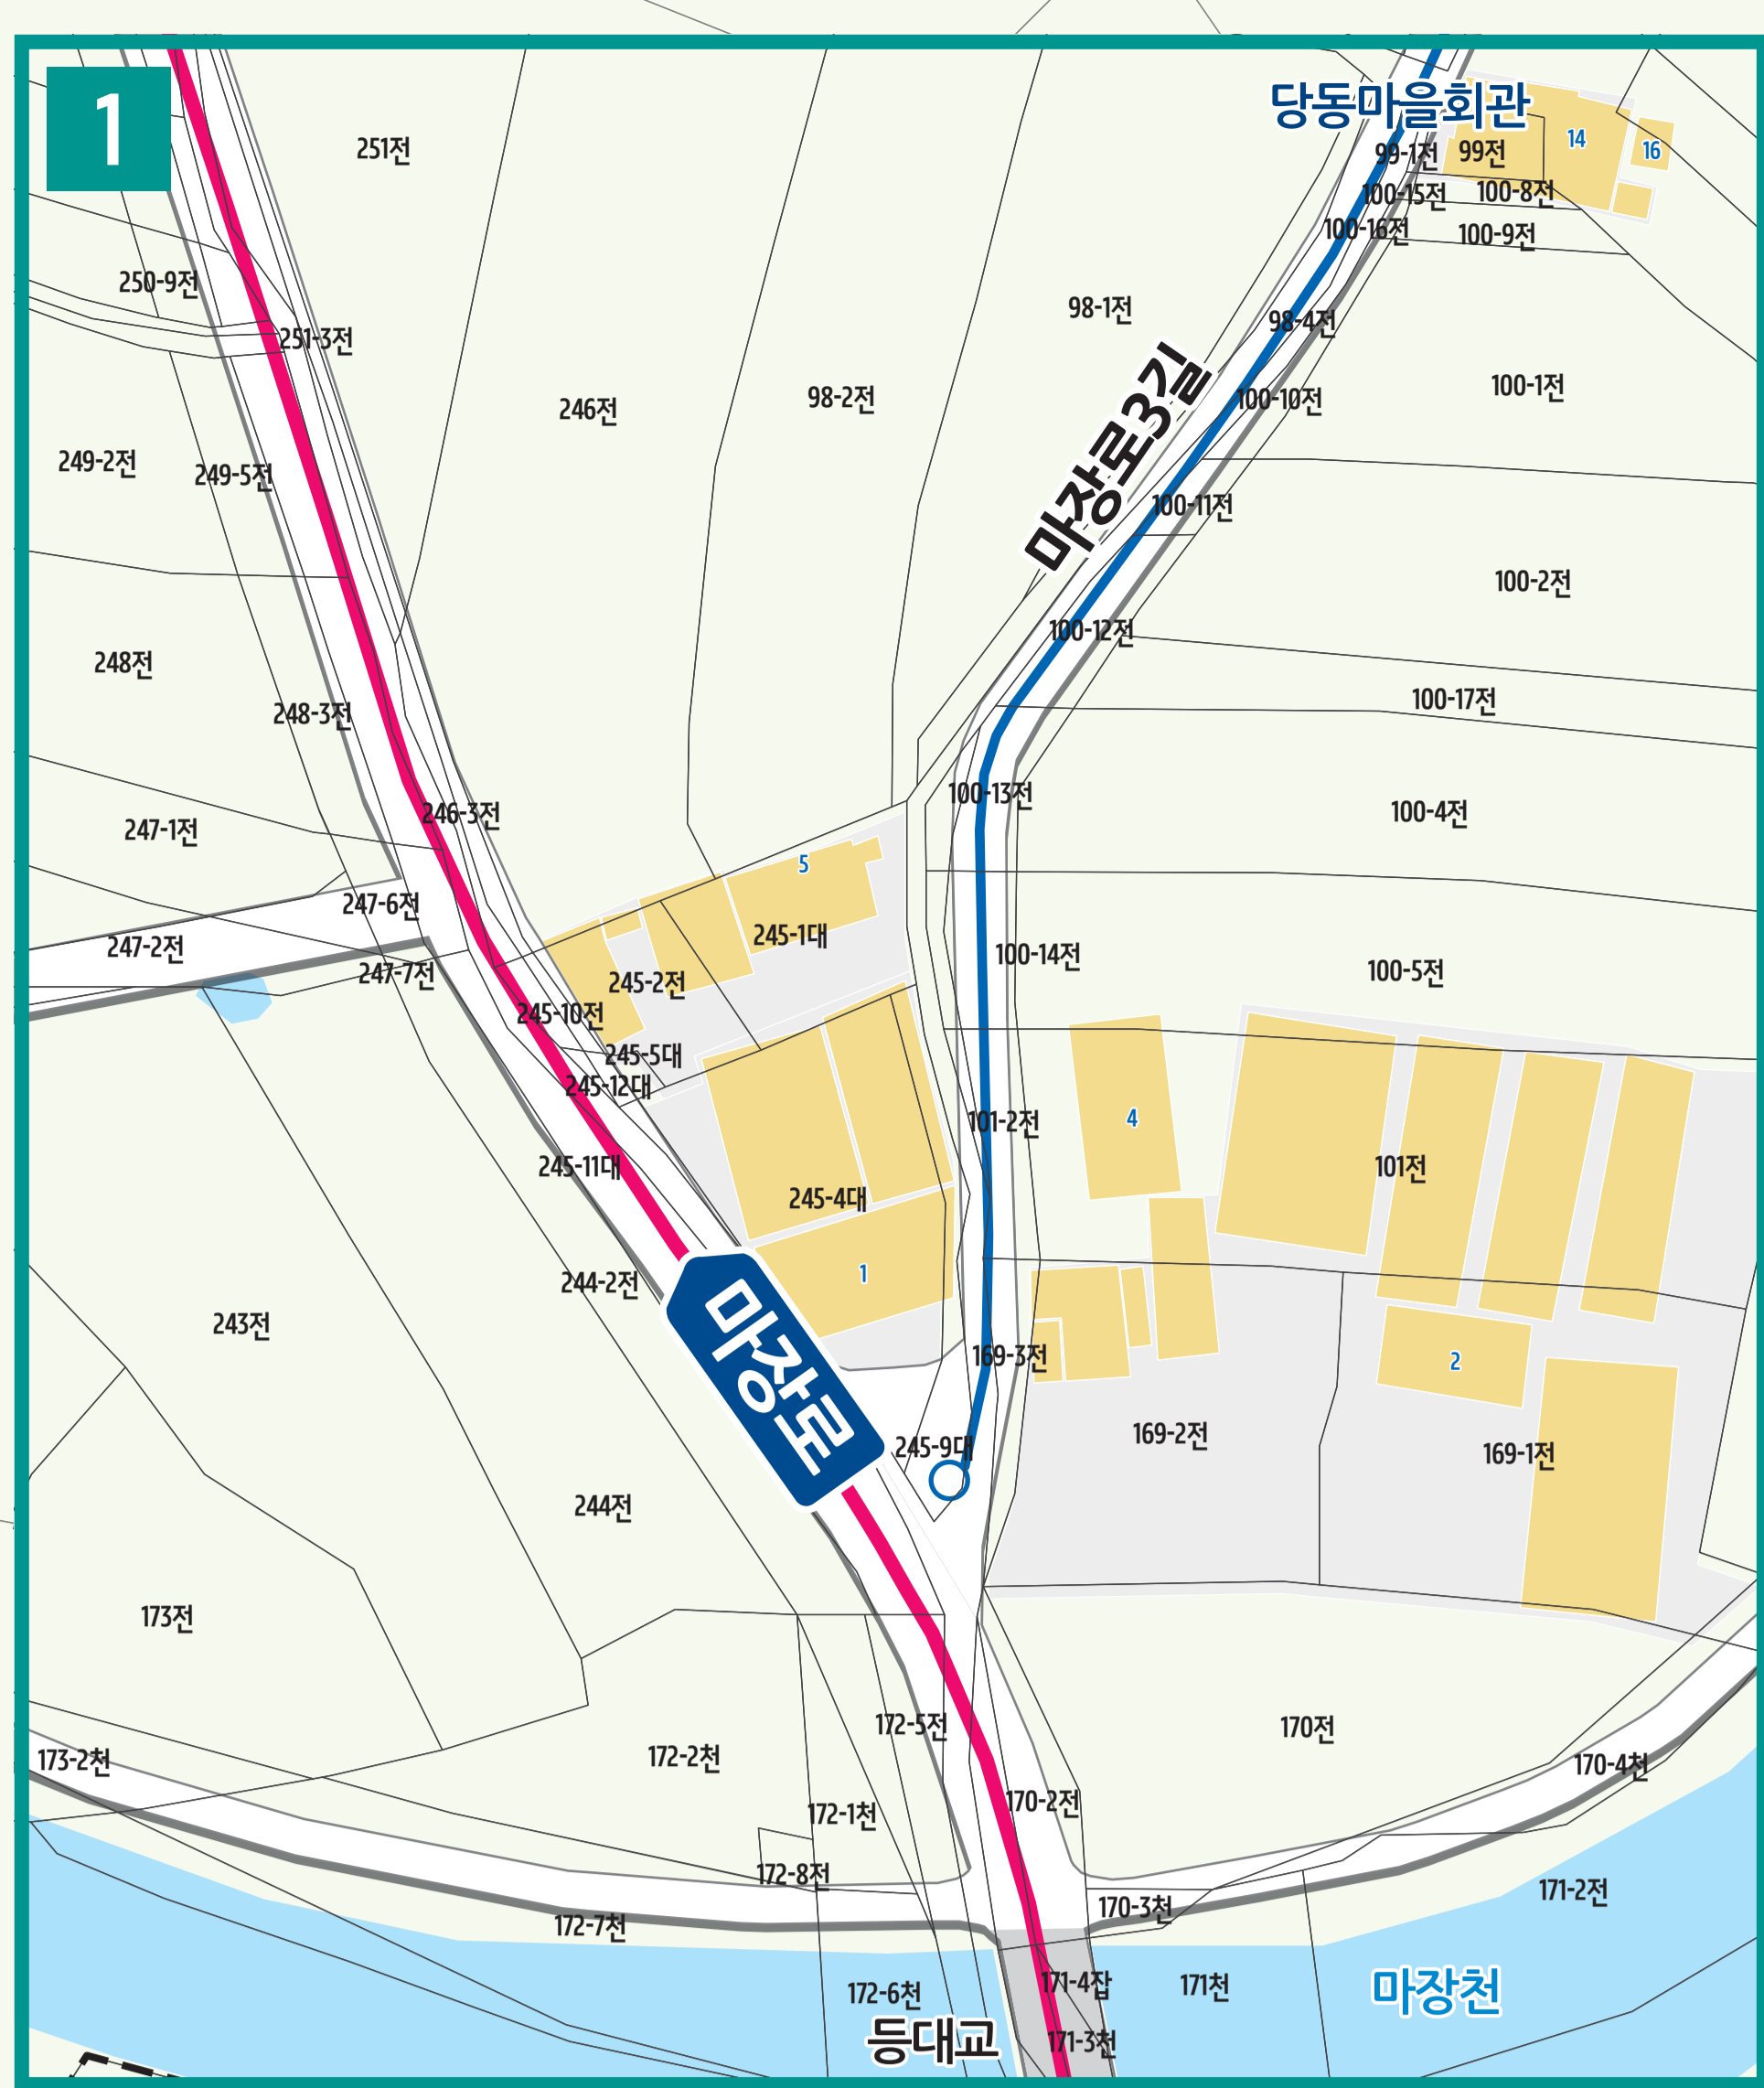 1
당동마을회관
251전
14
16
99-1전
99전
100-15전
100-8전
100-16전
100-9전
250-9전
98-1전
98-4전
251-3전
100-1전
246전
98-2전
100-10전
마장로3길
249-2전
249-5전
100-11전
100-2전
100-12전
248전
100-17전
248-3전
100-13전
100-4전
246-3전
247-1전
5
247-6전
245-1대
247-2전
100-14전
247-7전
100-5전
245-2전
245-10전
245-5대
245-12대
4
101-2전
245-11대
101전
245-4대
1
244-2전
243전
169-3전
2
마장로
169-2전
245-9대
169-1전
244전
173전
172-5전
170전
172-2천
173-2천
170-4천
170-2전
172-1천
172-8전
171-2전
170-3천
172-7천
171-4잡
171천
172-6천
마장천
등대교
171-3천